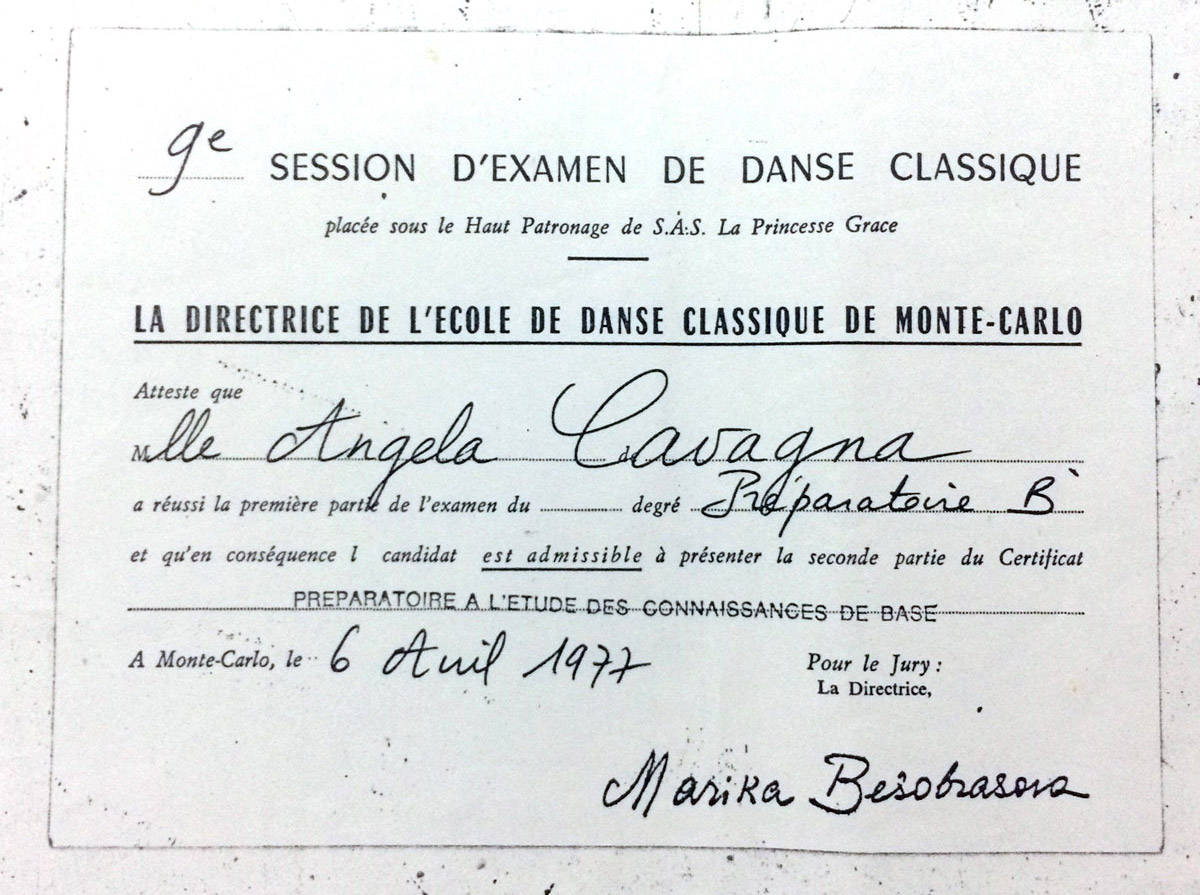 9e SESSION D'EXAMEN DE DANSE CLASSIQUE
placée sous le Haut Patronage de S.A.S. La Princesse Grace
LA DIRECTRICE DE L'ECOLE DE DANSE CLASSIQUE DE MONTE-CARLO
Atteste que
Mlle Angela Cavagna
a réussi la première partie de l'examen du degré Préparatoire B
et qu'en conséquence l candidat est admissible à présenter la seconde partie du Certificat
PREPARATOIRE A L'ETUDE DES CONNAISSANCES DE BASE
A Monte-Carlo, le 6 Avril 1977
Pour le Jury :
La Directrice,
Marika Besobrasova